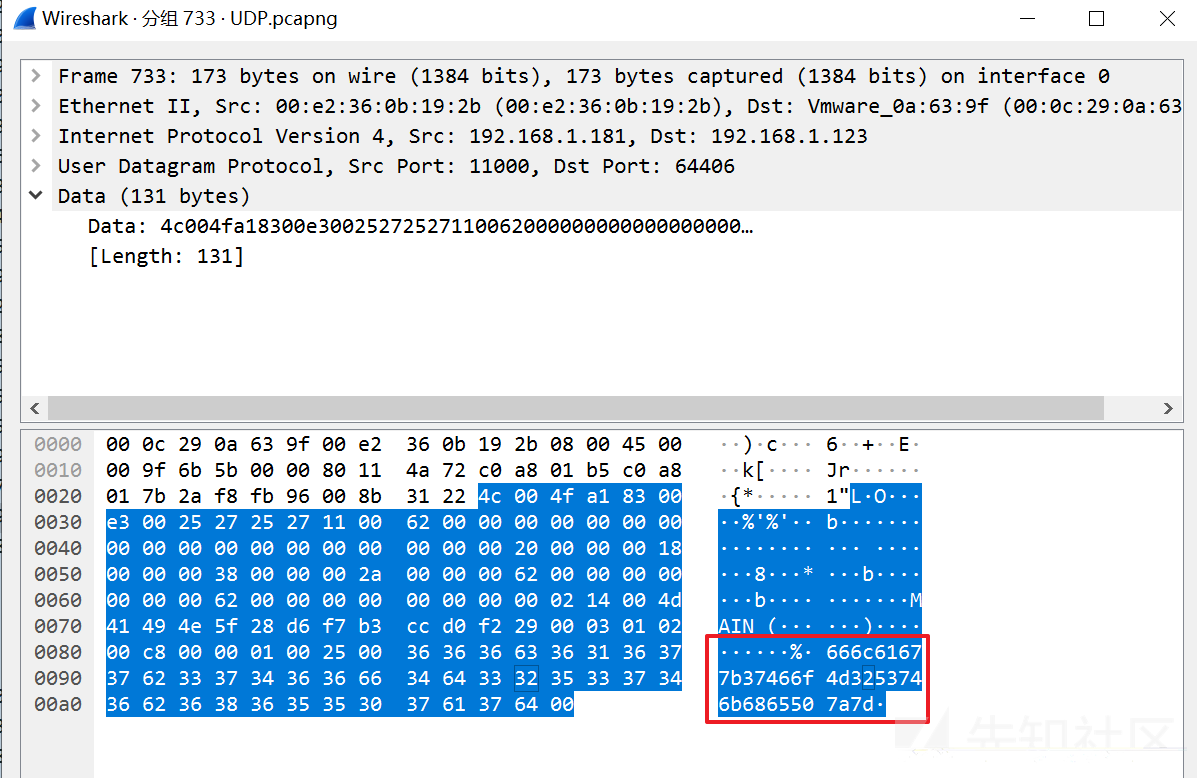 Wireshark · 分组 733 · UDP.pcapng
Frame 733: 173 bytes on wire (1384 bits), 173 bytes captured (1384 bits) on interface 0
Ethernet II, Src: 00:e2:36:0b:19:2b (00:e2:36:0b:19:2b), Dst: Vmware_0a:63:9f (00:0c:29:0a:63
Internet Protocol Version 4, Src: 192.168.1.181, Dst: 192.168.1.123
User Datagram Protocol, Src Port: 11000, Dst Port: 64406
Data (131 bytes)
Data: 4c004fa18300e3002527252711006200000000000000000000…
[Length: 131]
0000 00 0c 29 0a 63 9f 00 e2 36 0b 19 2b 08 00 45 00 ··)·c··· 6··+··E·
0010 00 9f 6b 5b 00 00 80 11 4a 72 c0 a8 01 b5 c0 a8 ··k[···· Jr······
0020 01 7b 2a f8 fb 96 00 8b 31 22 4c 00 4f a1 83 00 ·{*····· 1"L·O···
0030 e3 00 25 27 25 27 11 00 62 00 00 00 00 00 00 00 ··%'%'·· b·······
0040 00 00 00 00 00 00 00 00 00 00 00 20 00 00 00 18 ········ ··· ····
0050 00 00 00 38 00 00 00 2a 00 00 00 62 00 00 00 00 ···8···* ···b····
0060 00 00 00 62 00 00 00 00 00 00 00 00 02 14 00 4d ···b···· ·······M
0070 41 49 4e 5f 28 d6 f7 b3 cc d0 f2 29 00 03 01 02 AIN_(··· ···)····
0080 00 c8 00 00 01 00 25 00 36 36 36 63 36 31 36 37 ······%· 666c6167
0090 37 62 33 37 34 36 36 66 34 64 33 32 35 33 37 34 7b37466f 4d325374
00a0 36 62 36 38 36 35 35 30 37 61 37 64 00 6b686550 7a7d·
先知社区